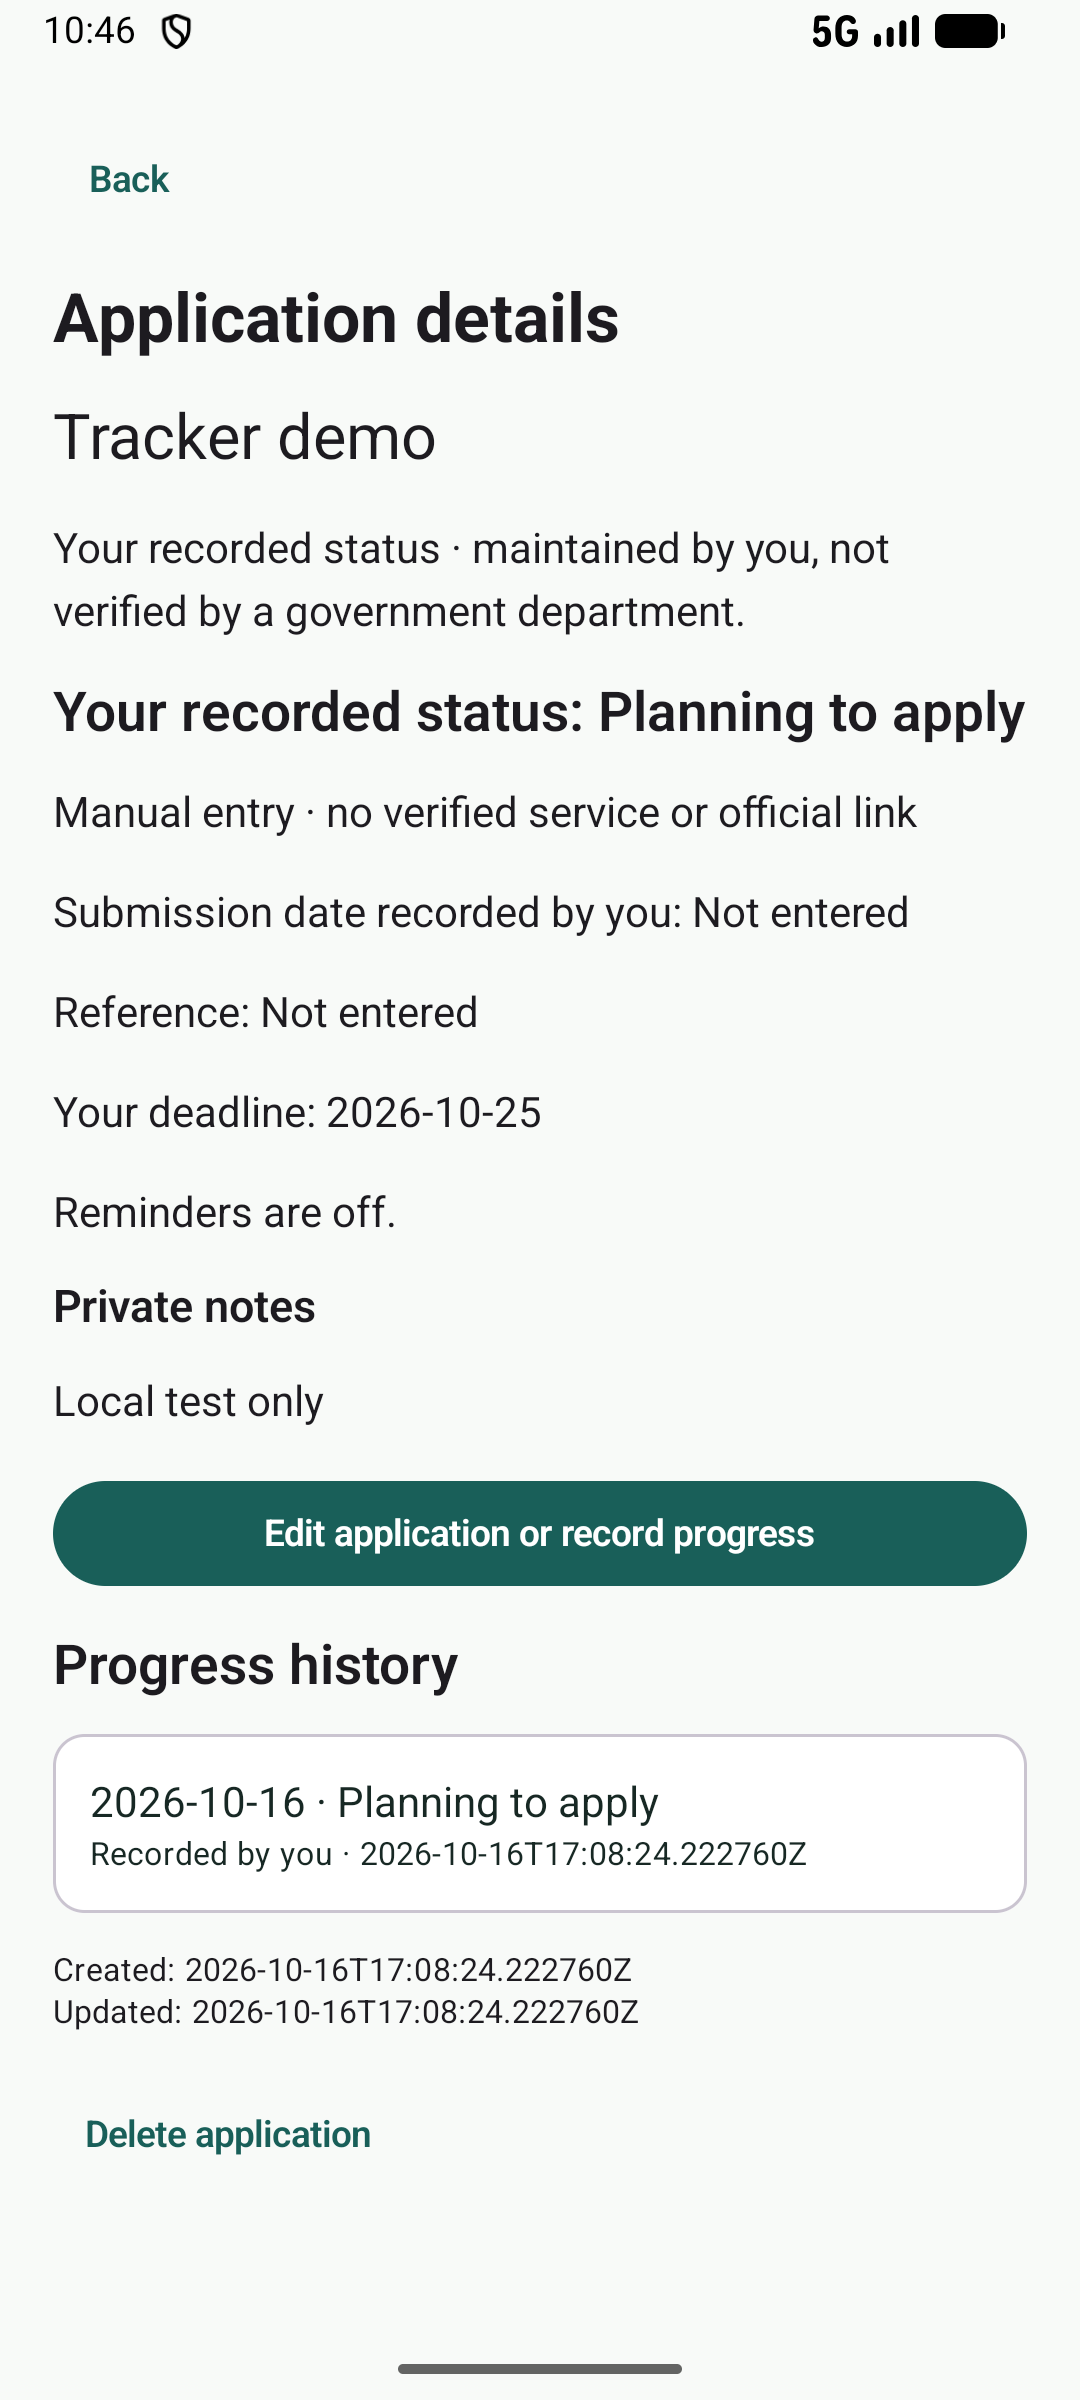 10:46
5G
Back
Application details
Tracker demo
Your recorded status · maintained by you, not
verified by a government department.
Your recorded status: Planning to apply
Manual entry · no verified service or official link
Submission date recorded by you: Not entered
Reference: Not entered
Your deadline: 2026-10-25
Reminders are off.
Private notes
Local test only
Edit application or record progress
Progress history
2026-10-16 · Planning to apply
Recorded by you · 2026-10-16T17:08:24.222760Z
Created: 2026-10-16T17:08:24.222760Z
Updated: 2026-10-16T17:08:24.222760Z
Delete application